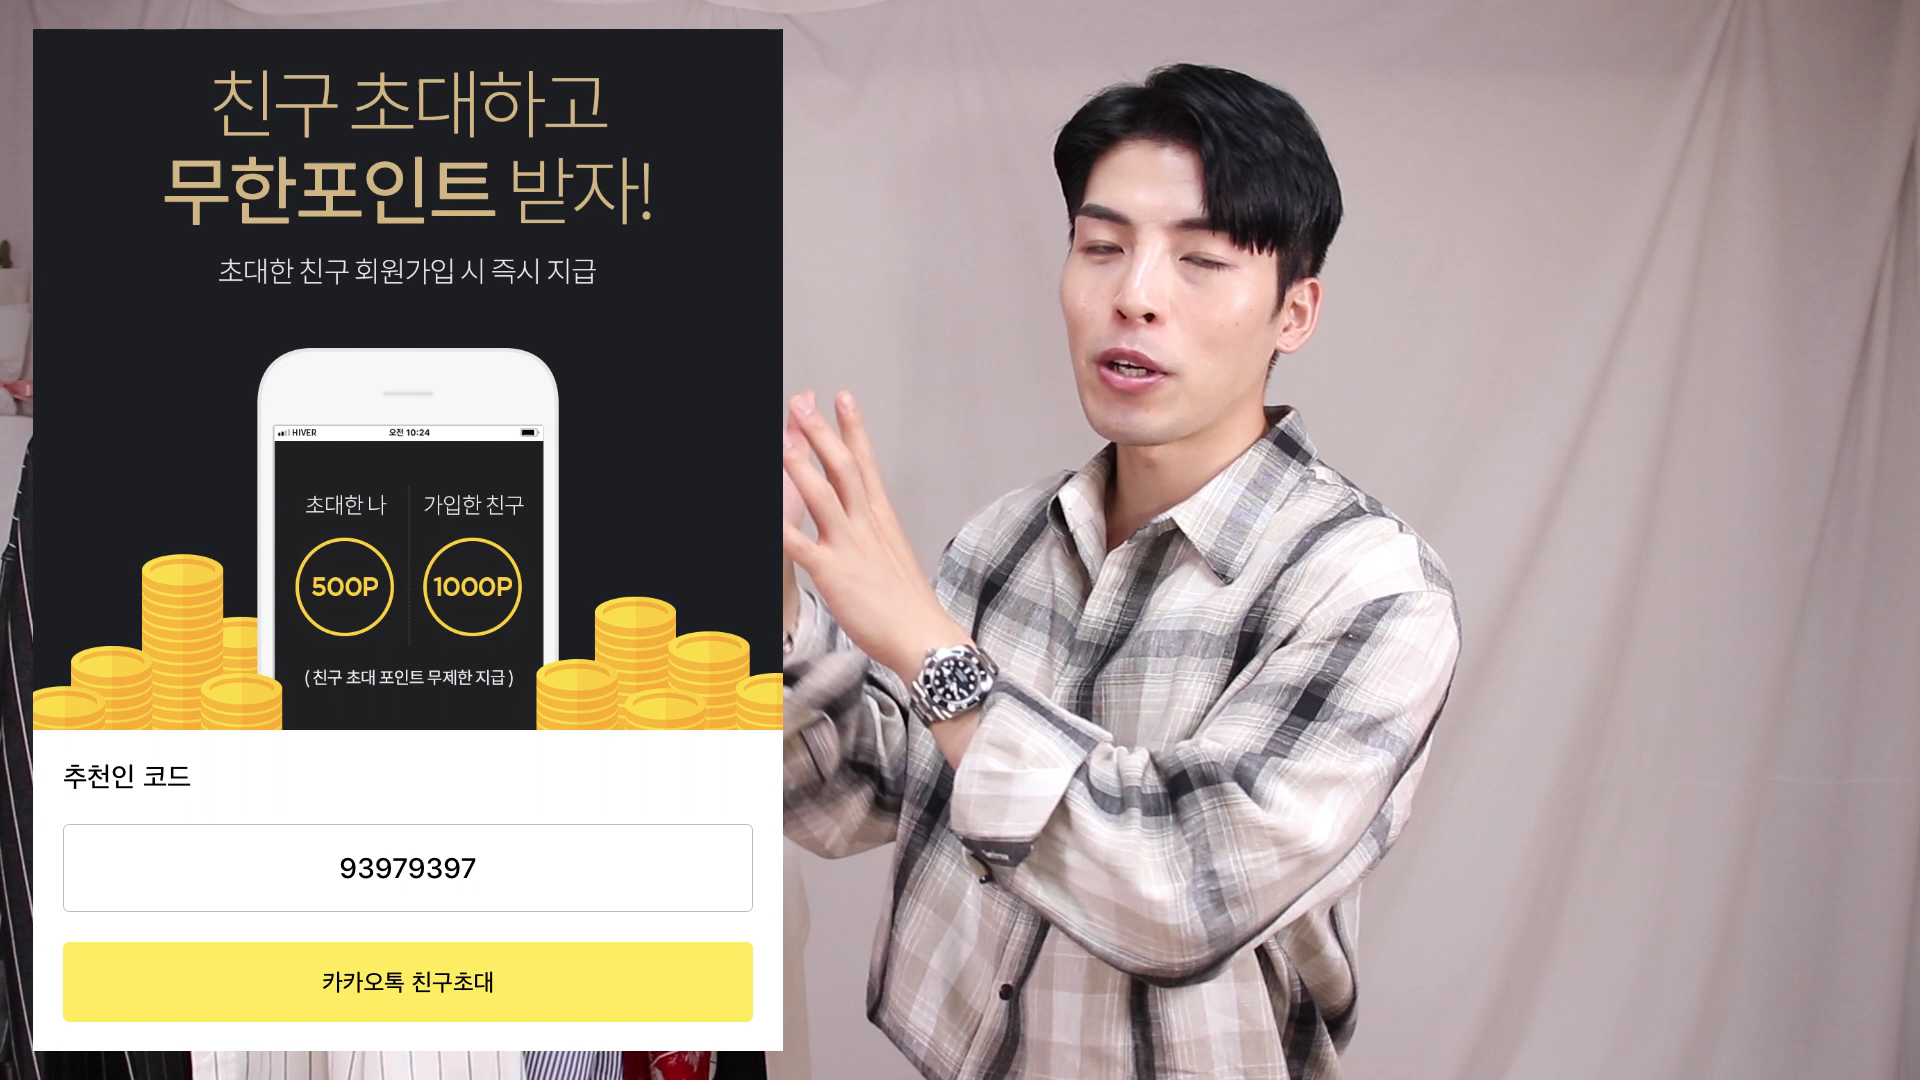 친구 초대하고
무한포인트 받자!
초대한 친구 회원가입 시 즉시 지급
HIVER 오전 10:24
초대한 나 가입한 친구
500P 1000P
( 친구 초대 포인트 무제한 지급 )
추천인 코드
93979397
카카오톡 친구초대